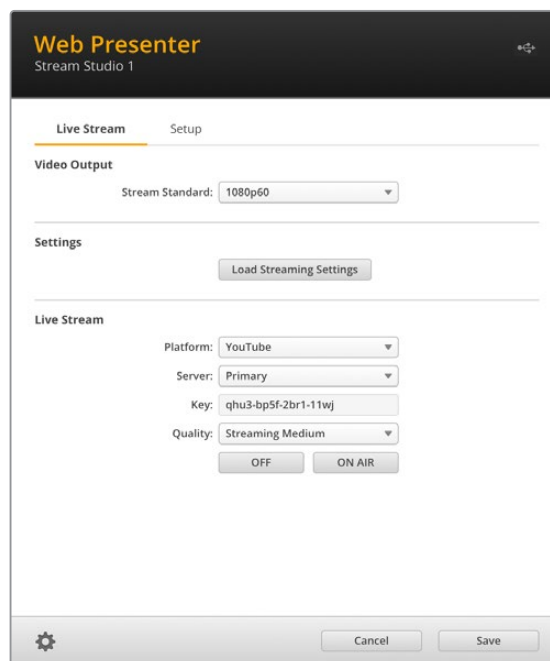 Web Presenter
Stream Studio 1
Live Stream Setup
Video Output
Stream Standard: 1080p60
Settings
Load Streaming Settings
Live Stream
Platform: YouTube
Server: Primary
Key: qhu3-bp5f-2br1-11wj
Quality: Streaming Medium
OFF ON AIR
Cancel Save